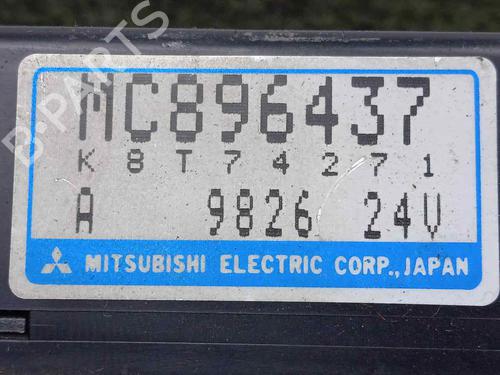 B-PARTS
MC896437
K8T74271
A 9826 24V
MITSUBISHI ELECTRIC CORP., JAPAN